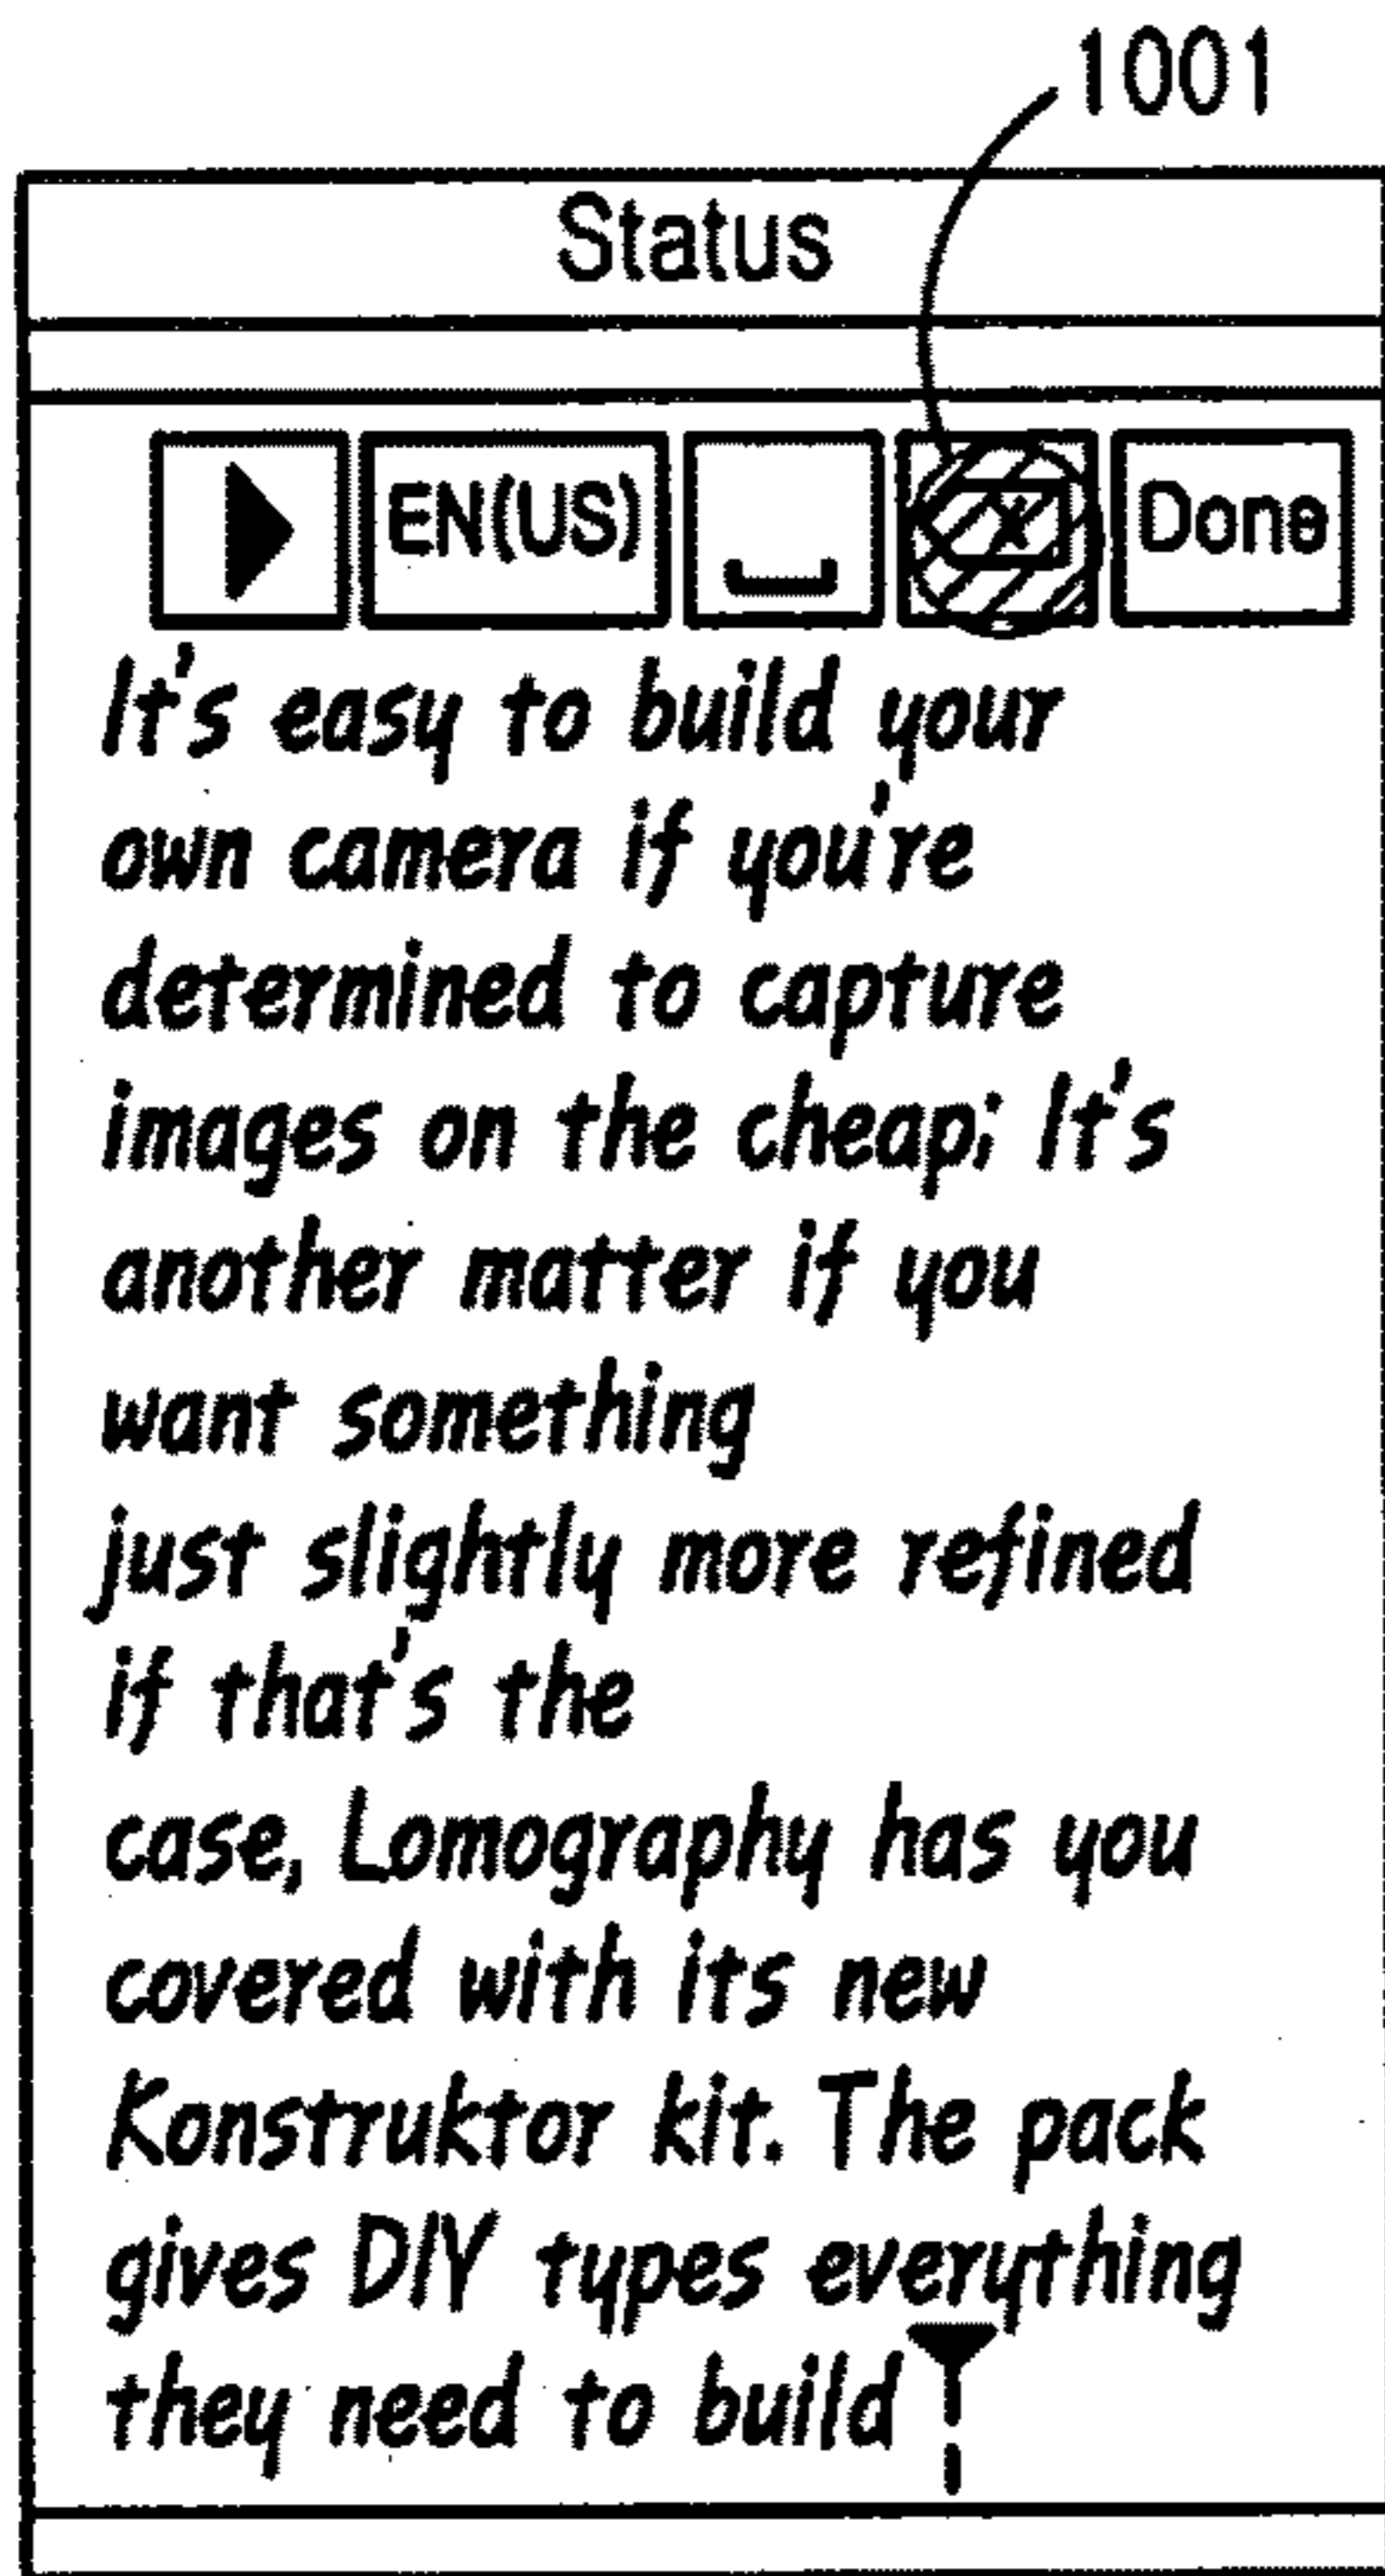 1001
Status
EN(US) X Done
It's easy to build your
own camera if you're
determined to capture
images on the cheap; It's
another matter if you
want something
just slightly more refined
if that's the
case, Lomography has you
covered with its new
Konstruktor kit. The pack
gives DIY types everything
they need to build